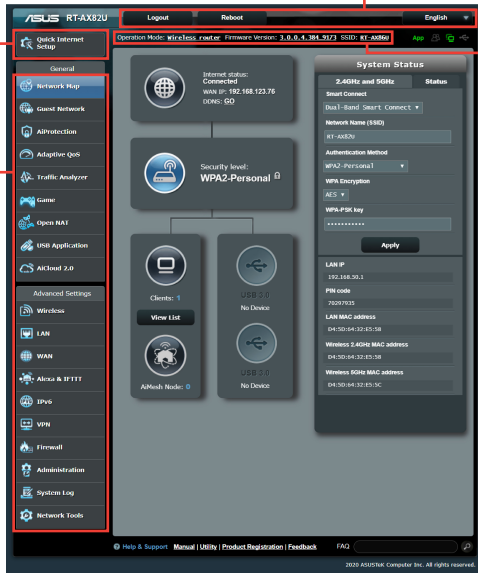 ASUS RT-AX82U
Logout
Reboot
English
Quick Internet
Setup
Operation Mode: Wireless router Firmware Version: 3.0.0.4.384_9173 SSID: RT-AX86U
App
General
Network Map
Guest Network
AiProtection
Adaptive QoS
Traffic Analyzer
Game
Open NAT
USB Application
AiCloud 2.0
Advanced Settings
Wireless
LAN
WAN
Alexa & IFTTT
IPv6
VPN
Firewall
Administration
System Log
Network Tools
Internet status:
Connected
WAN IP: 192.168.123.76
DDNS: GO
Security level:
WPA2-Personal
Clients: 1
View List
AiMesh Node: 0
USB 3.0
No Device
USB 3.0
No Device
System Status
2.4GHz and 5GHz
Status
Smart Connect
Dual-Band Smart Connect
Network Name (SSID)
RT-AX82U
Authentication Method
WPA2-Personal
WPA Encryption
AES
WPA-PSK key
Apply
LAN IP
192.168.50.1
PIN code
70297935
LAN MAC address
D4:5D:64:32:E5:58
Wireless 2.4GHz MAC address
D4:5D:64:32:E5:58
Wireless 5GHz MAC address
D4:5D:64:32:E5:5C
Help & Support Manual | Utility | Product Registration | Feedback FAQ
2020 ASUSTeK Computer Inc. All rights reserved.